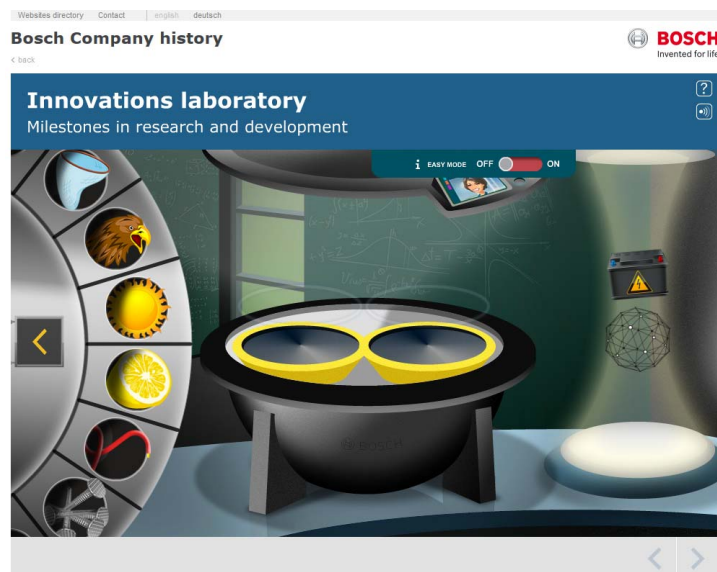 Websites directory Contact english deutsch
Bosch Company history
BOSCH
Invented for life
< back
Innovations laboratory
Milestones in research and development
?
i EASY MODE OFF ON
BOSCH